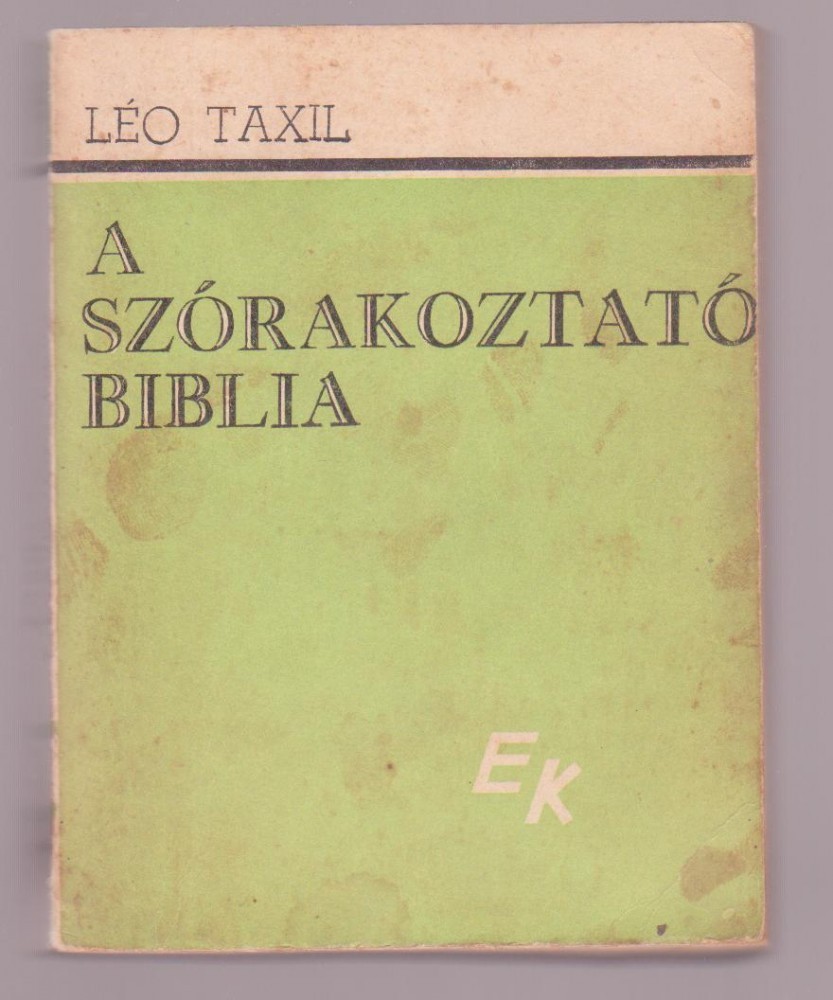 LÉO TAXIL
A
SZÓRAKOZTATÓ
BIBLIA
EK